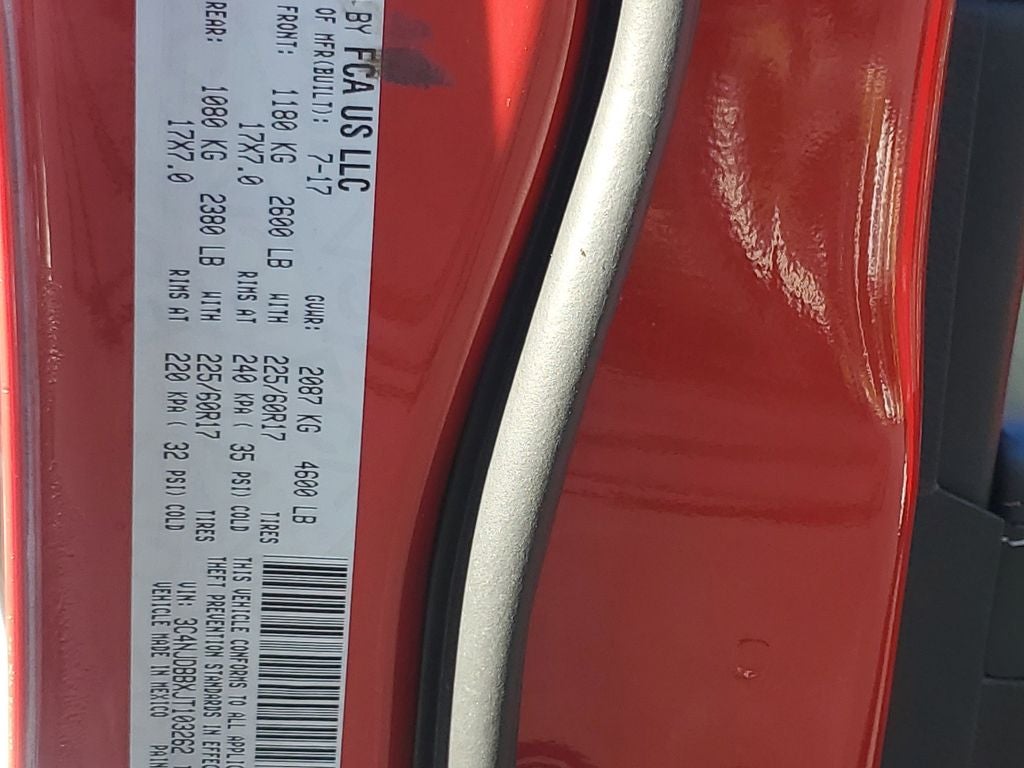 BY FCA US LLC
OF MFR(BUILT): 7-17 GVWR: 2087 KG 4600 LB
FRONT: 1180 KG 2600 LB WITH 225/60R17 TIRES
17X7.0 RIMS AT 240 KPA ( 35 PSI) COLD
REAR: 1080 KG 2380 LB WITH 225/60R17 TIRES
17X7.0 RIMS AT 220 KPA ( 32 PSI) COLD
THIS VEHICLE CONFORMS TO ALL APPLIC
THEFT PREVENTION STANDARDS IN EFFEC
VIN: 3C4NJDBBXJT103262
VEHICLE MADE IN MEXICO PAIN